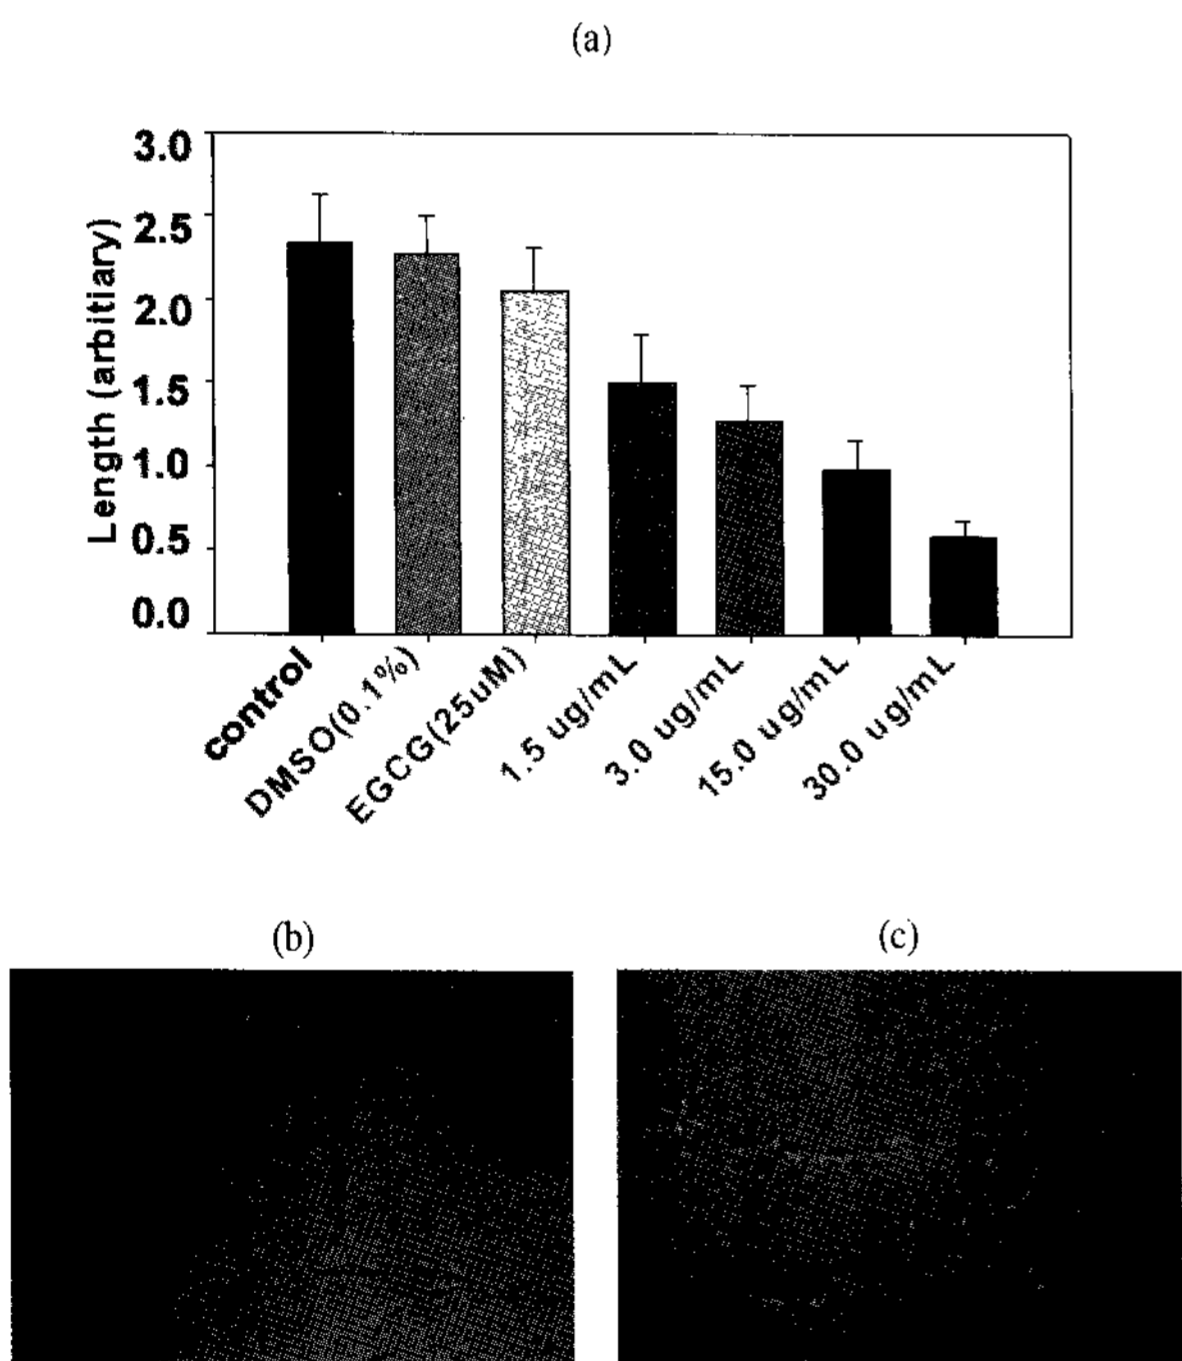 (a)
3.0
2.5
2.0
1.5
1.0
0.5
0.0
Length (arbitiary)
control
DMSO(0.1%)
EGCG(25uM)
1.5 ug/mL
3.0 ug/mL
15.0 ug/mL
30.0 ug/mL
(b)
(c)